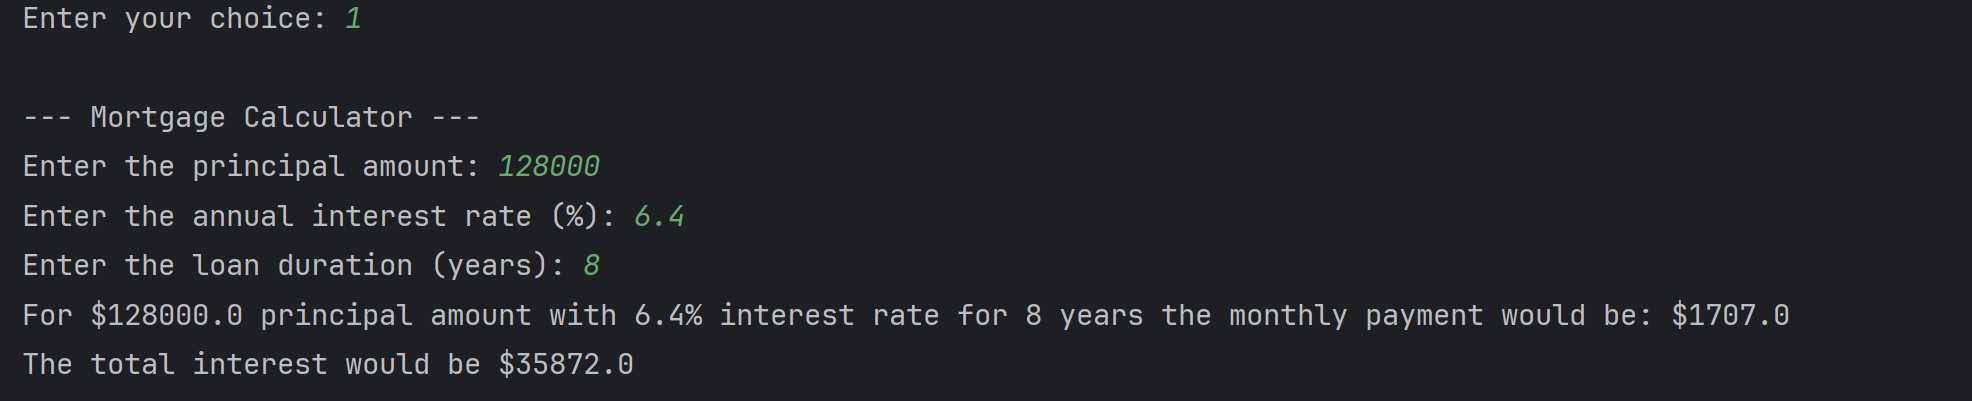 Enter your choice: 1
--- Mortgage Calculator ---
Enter the principal amount: 128000
Enter the annual interest rate (%): 6.4
Enter the loan duration (years): 8
For $128000.0 principal amount with 6.4% interest rate for 8 years the monthly payment would be: $1707.0
The total interest would be $35872.0